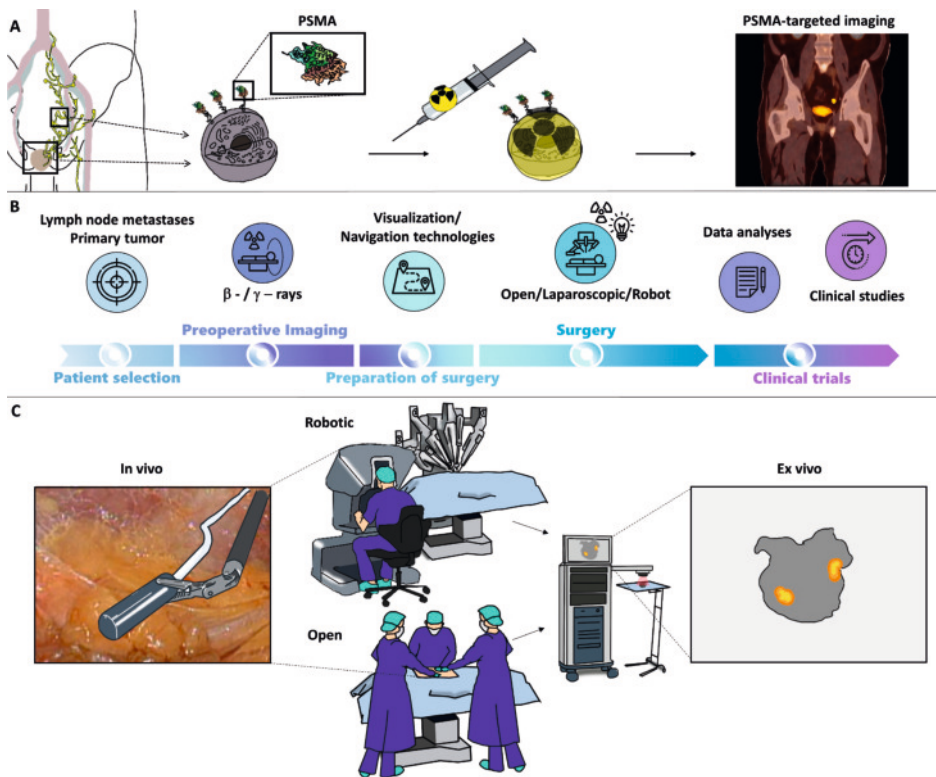 A
PSMA
PSMA-targeted imaging
B
Lymph node metastases
Primary tumor
β - / γ – rays
Visualization/
Navigation technologies
Open/Laparoscopic/Robot
Data analyses
Clinical studies
Preoperative Imaging
Surgery
Patient selection
Preparation of surgery
Clinical trials
C
Robotic
In vivo
Ex vivo
Open